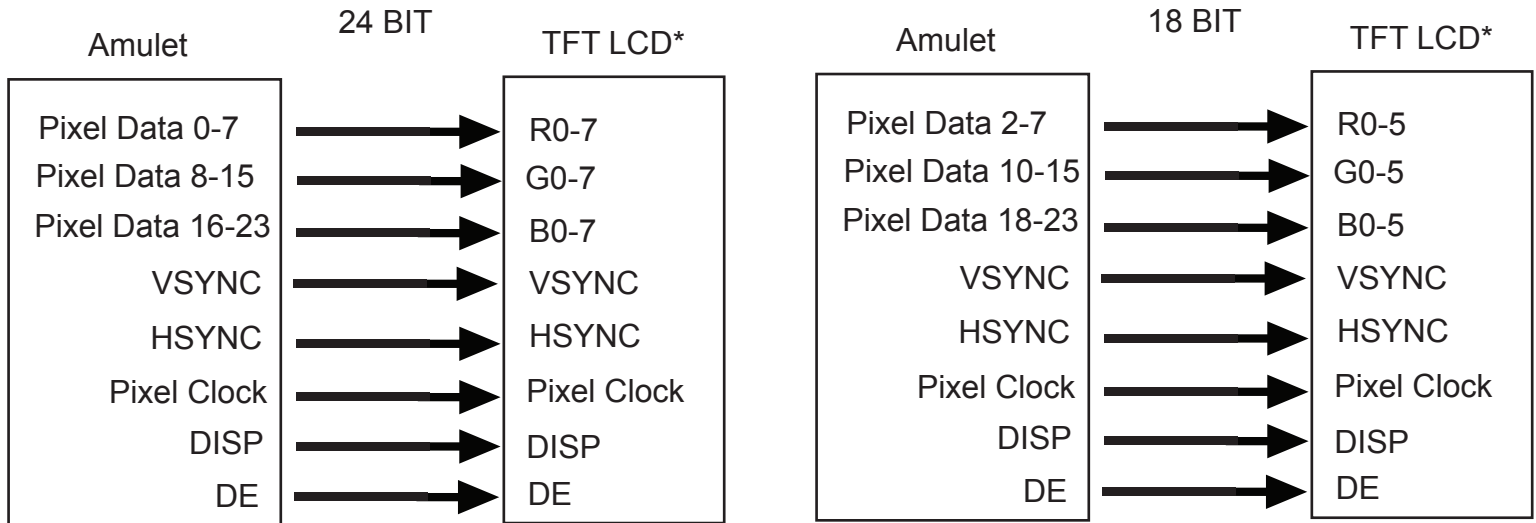 24 BIT
Amulet
TFT LCD*
Pixel Data 0-7
R0-7
Pixel Data 8-15
G0-7
Pixel Data 16-23
B0-7
VSYNC
VSYNC
HSYNC
HSYNC
Pixel Clock
Pixel Clock
DISP
DISP
DE
DE
18 BIT
Amulet
TFT LCD*
Pixel Data 2-7
R0-5
Pixel Data 10-15
G0-5
Pixel Data 18-23
B0-5
VSYNC
VSYNC
HSYNC
HSYNC
Pixel Clock
Pixel Clock
DISP
DISP
DE
DE